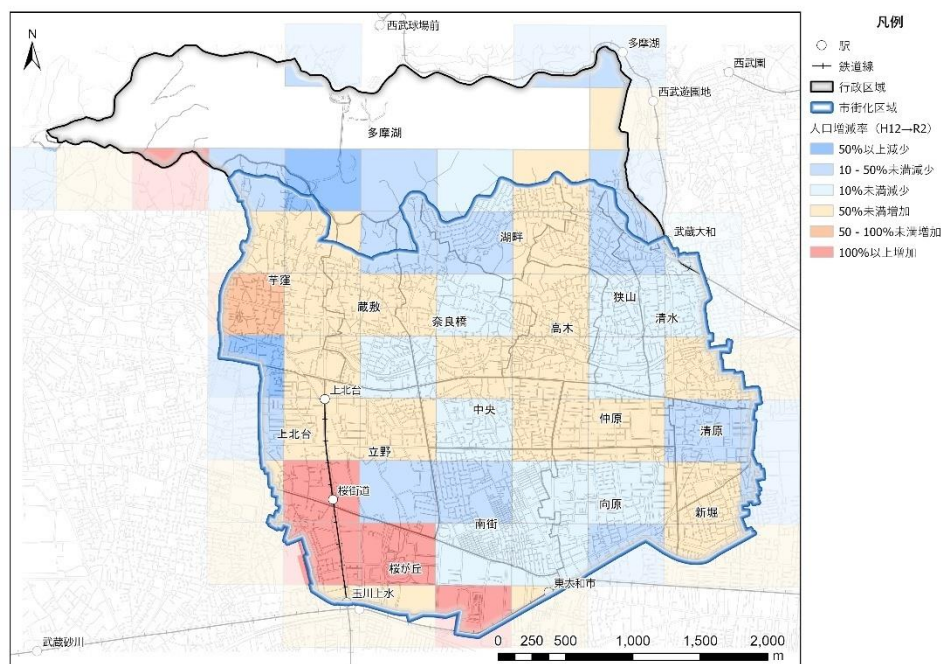 西武球場前
多摩湖
西武園
N
西武遊園地
多摩湖
武蔵大和
湖畔
芋窪
狭山
蔵敷
奈良橋
清水
高木
上北台
中央
仲原
清原
上北台
立野
桜街道
向原
新堀
南街
桜が丘
東大和市
玉川上水
武蔵砂川
0 250 500 1,000 1,500 2,000
m
凡例
駅
鉄道線
行政区域
市街化区域
人口増減率（H12→R2）
50%以上減少
10 - 50%未満減少
10%未満減少
50%未満増加
50 - 100%未満増加
100%以上増加